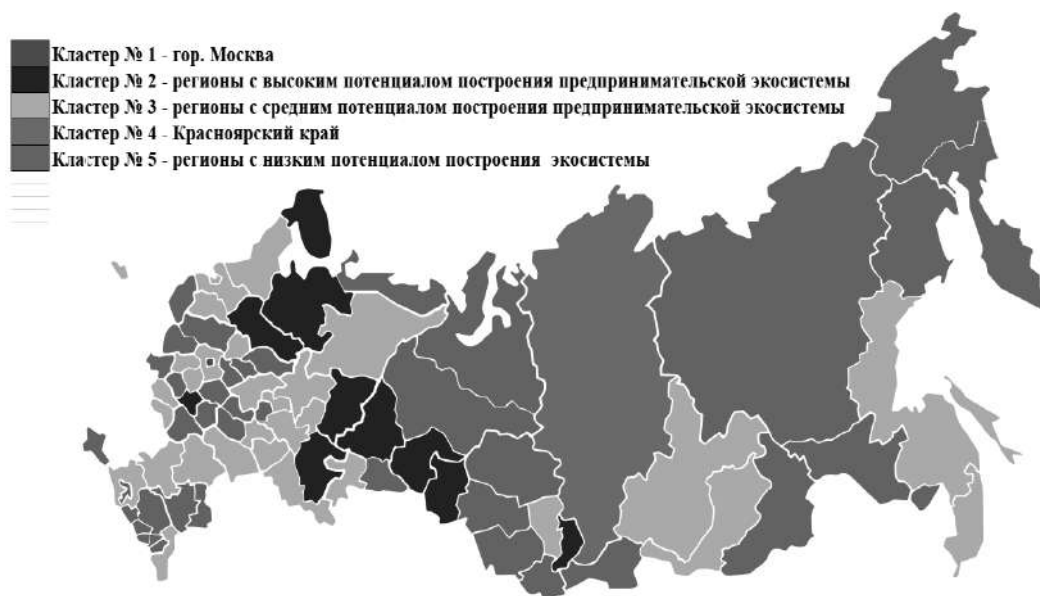 Кластер № 1 - гор. Москва
Кластер № 2 - регионы с высоким потенциалом построения предпринимательской экосистемы
Кластер № 3 - регионы с средним потенциалом построения предпринимательской экосистемы
Кластер № 4 - Красноярский край
Кластер № 5 - регионы с низким потенциалом построения экосистемы